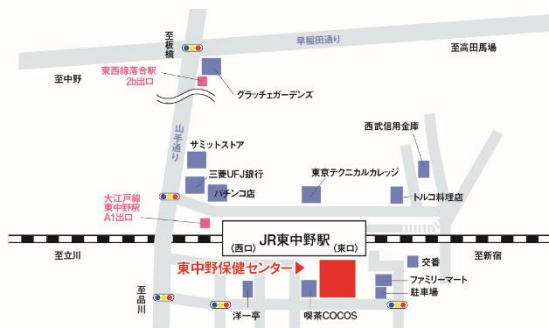 至板橋
早稲田通り
至高田馬場
至中野
東西線落合駅
2b出口
グラッチェガーデンズ
山手通り
サミットストア
西武信用金庫
三菱UFJ銀行
パチンコ店
東京テクニカルカレッジ
トルコ料理店
大江戸線
東中野駅
A1出口
JR東中野駅
(西口)
(東口)
至立川
至新宿
東中野保健センター
交番
ファミリーマート
駐車場
至品川
洋一亭
喫茶COCOS